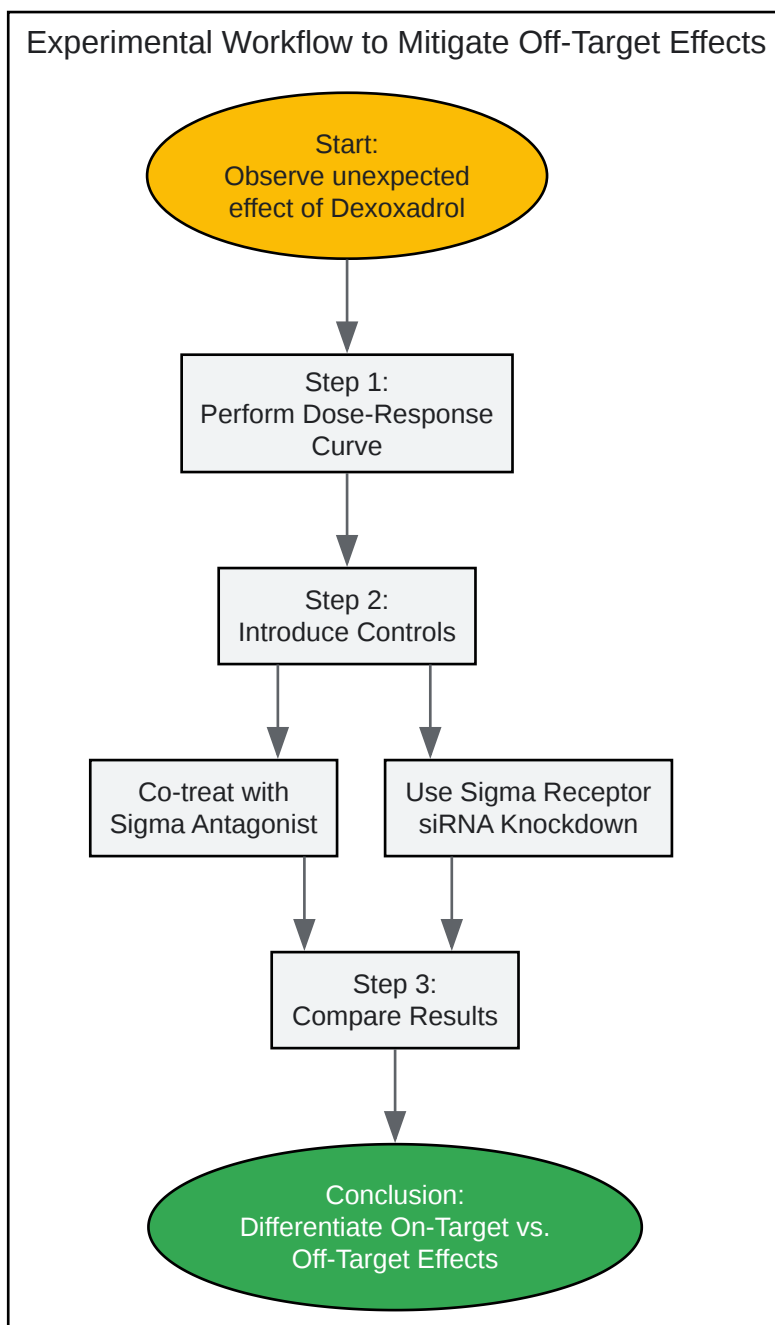 Experimental Workflow to Mitigate Off-Target Effects
Start:
Observe unexpected
effect of Dexoxadrol
Step 1:
Perform Dose-Response
Curve
Step 2:
Introduce Controls
Co-treat with
Sigma Antagonist
Use Sigma Receptor
siRNA Knockdown
Step 3:
Compare Results
Conclusion:
Differentiate On-Target vs.
Off-Target Effects